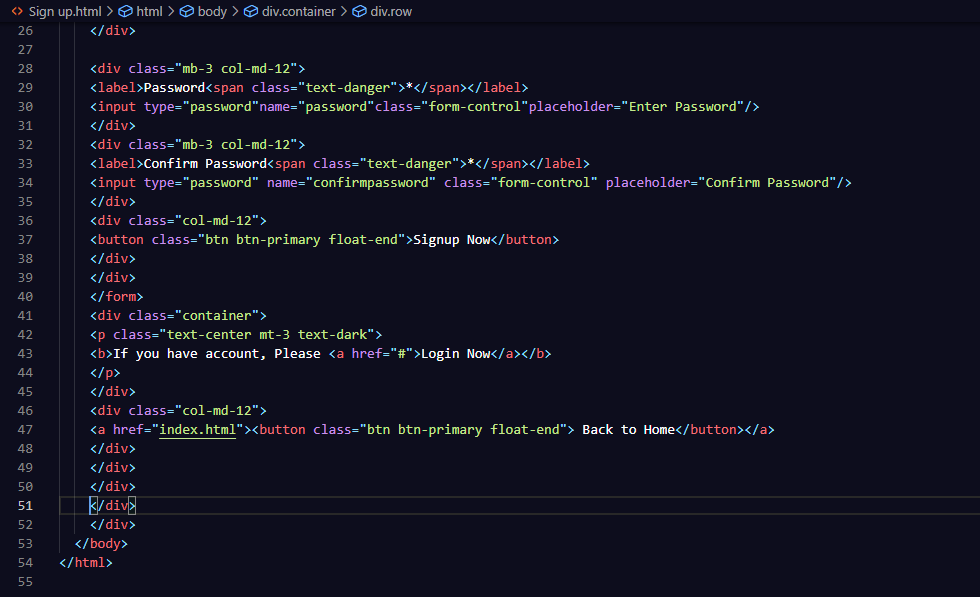 Sign up.html > html > body > div.container > div.row
26 </div>
27
28 <div class="mb-3 col-md-12">
29 <label>Password<span class="text-danger">*</span></label>
30 <input type="password"name="password"class="form-control"placeholder="Enter Password"/>
31 </div>
32 <div class="mb-3 col-md-12">
33 <label>Confirm Password<span class="text-danger">*</span></label>
34 <input type="password" name="confirmpassword" class="form-control" placeholder="Confirm Password"/>
35 </div>
36 <div class="col-md-12">
37 <button class="btn btn-primary float-end">Signup Now</button>
38 </div>
39 </div>
40 </form>
41 <div class="container">
42 <p class="text-center mt-3 text-dark">
43 <b>If you have account, Please <a href="#">Login Now</a></b>
44 </p>
45 </div>
46 <div class="col-md-12">
47 <a href="index.html"><button class="btn btn-primary float-end"> Back to Home</button></a>
48 </div>
49 </div>
50 </div>
51 </div>
52 </div>
53 </body>
54 </html>
55